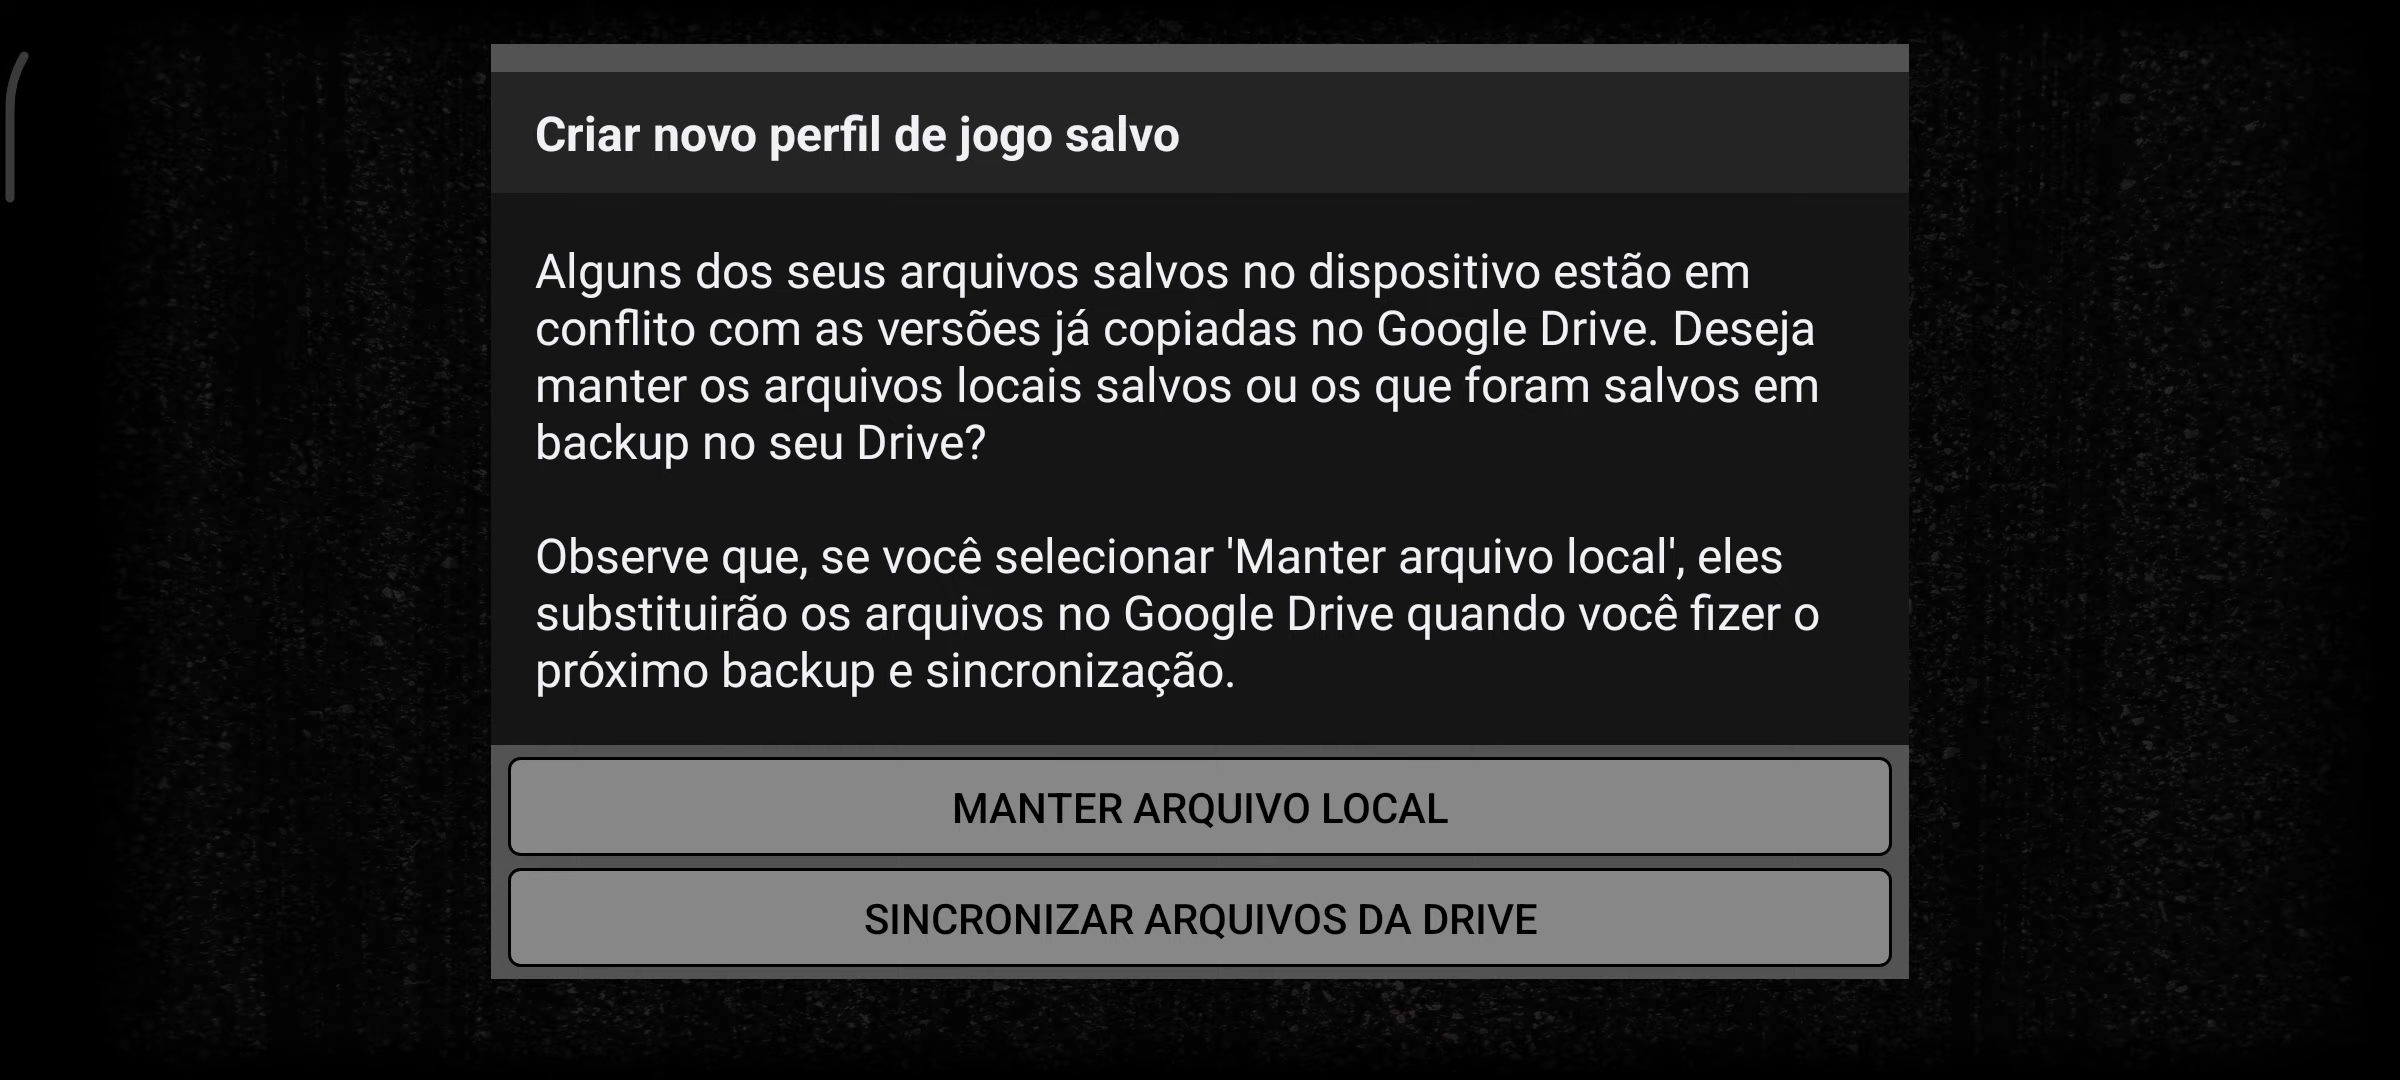 Criar novo perfil de jogo salvo
Alguns dos seus arquivos salvos no dispositivo estão em
conflito com as versões já copiadas no Google Drive. Deseja
manter os arquivos locais salvos ou os que foram salvos em
backup no seu Drive?
Observe que, se você selecionar 'Manter arquivo local', eles
substituirão os arquivos no Google Drive quando você fizer o
próximo backup e sincronização.
MANTER ARQUIVO LOCAL
SINCRONIZAR ARQUIVOS DA DRIVE